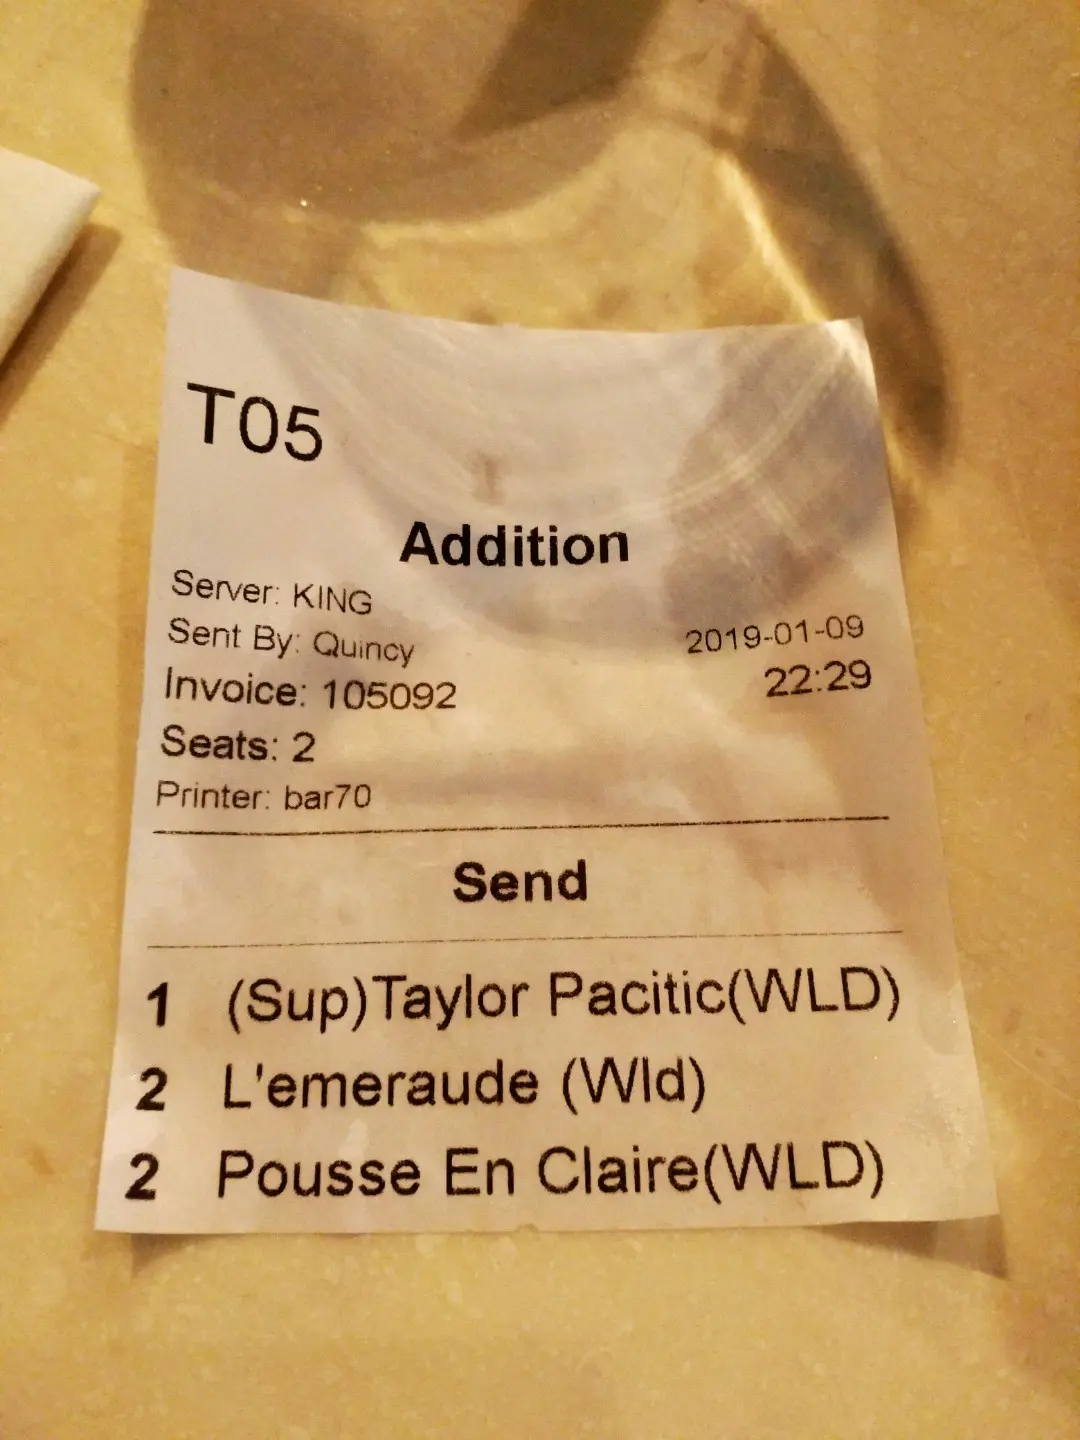 T05
Addition
Server: KING
Sent By: Quincy 2019-01-09
Invoice: 105092 22:29
Seats: 2
Printer: bar70
Send
1 (Sup)Taylor Pacitic(WLD)
2 L'emeraude (Wld)
2 Pousse En Claire(WLD)